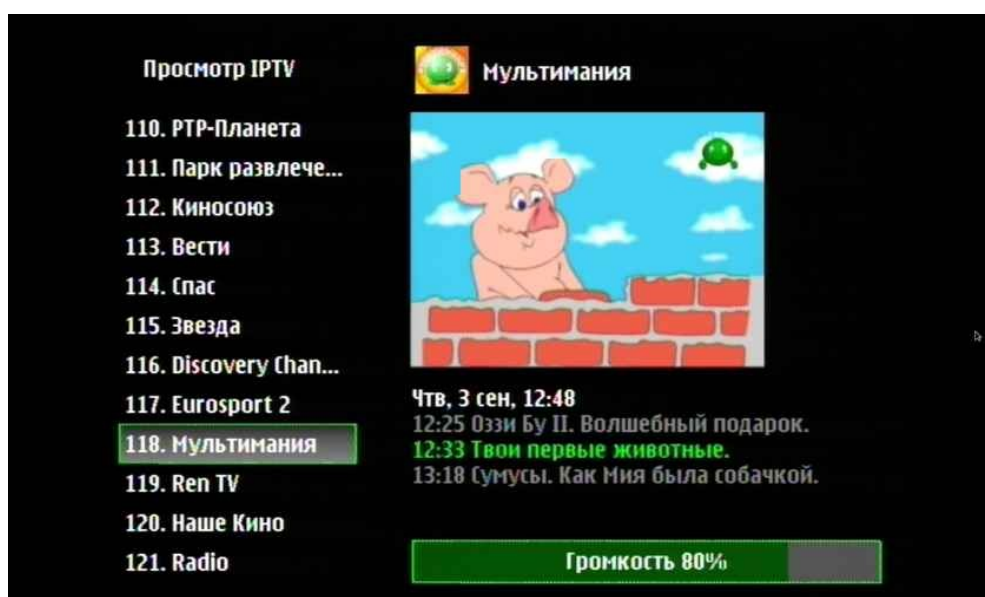 Просмотр IPTV
110. РТР-Планета
111. Парк развлече...
112. Киносоюз
113. Вести
114. Спас
115. Звезда
116. Discovery Chan...
117. Eurosport 2
118. Мультимания
119. Ren TV
120. Наше Кино
121. Radio
Мультимания
Чтв, 3 сен, 12:48
12:25 Оззи Бу II. Волшебный подарок.
12:33 Твои первые животные.
13:18 Сумусы. Как Мия была собачкой.
Громкость 80%